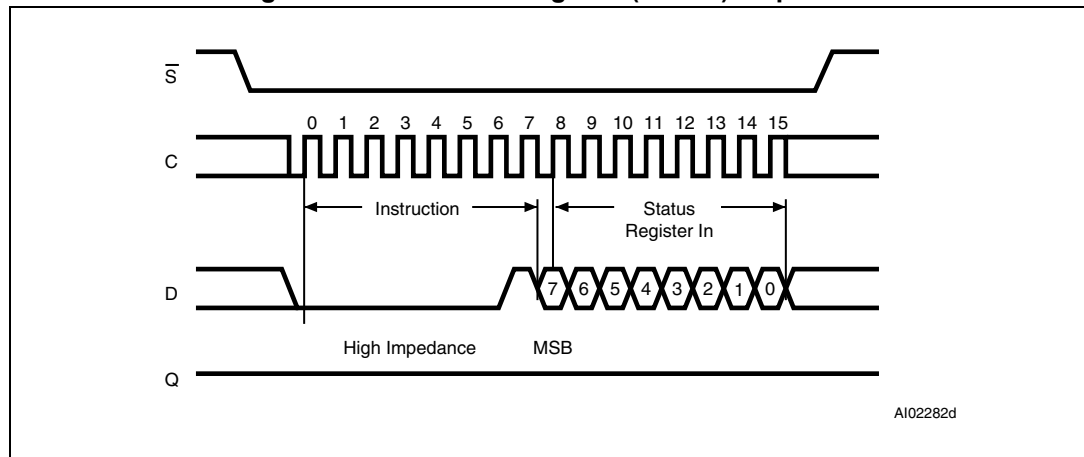 S̅
0 1 2 3 4 5 6 7 8 9 10 11 12 13 14 15
C
Instruction
Status
Register In
D
7 6 5 4 3 2 1 0
High Impedance MSB
Q
AI02282d